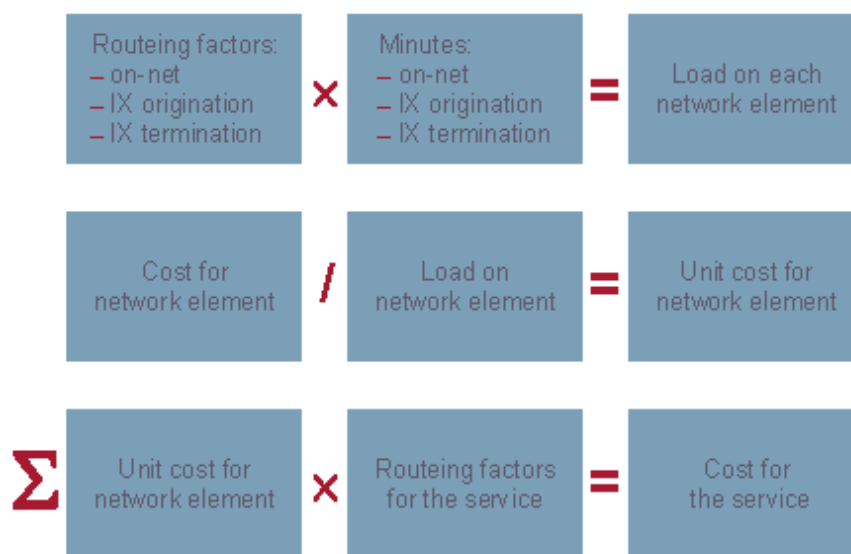 Routeing factors:
– on-net
– IX origination
– IX termination
×
Minutes:
– on-net
– IX origination
– IX termination
=
Load on each
network element
Cost for
network element
/
Load on
network element
=
Unit cost for
network element
Σ
Unit cost for
network element
×
Routeing factors
for the service
=
Cost for
the service